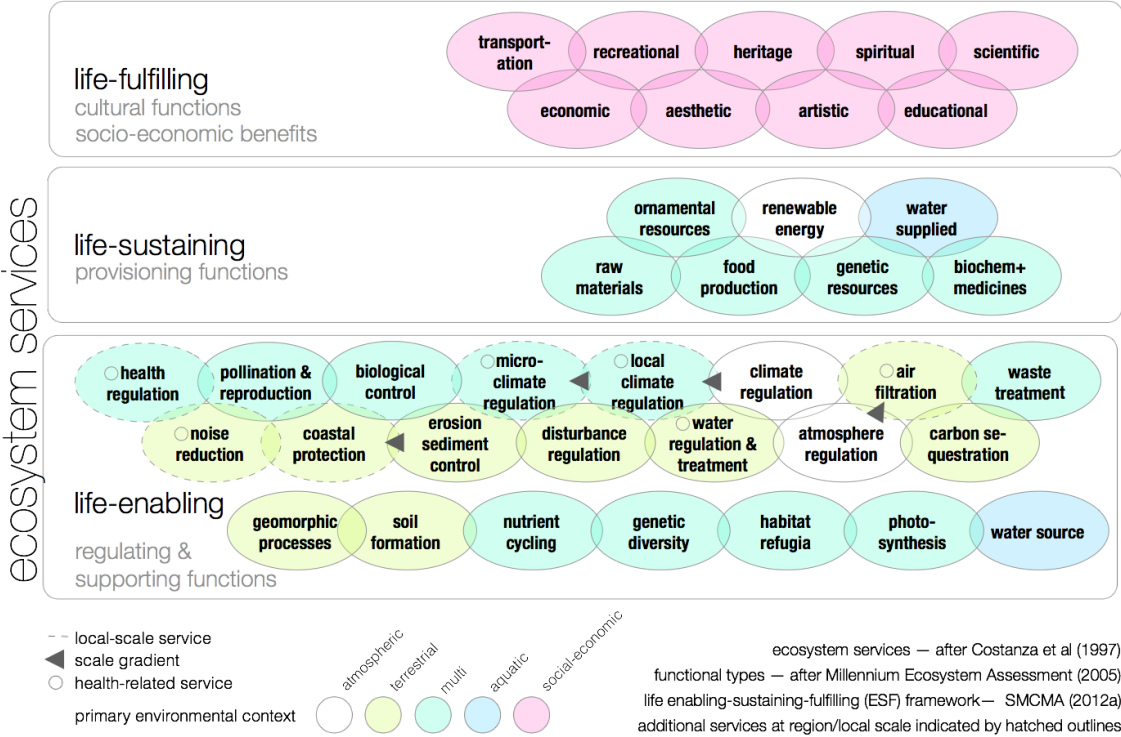 ecosystem services
life-fulfilling
cultural functions
socio-economic benefits
transport-
ation
recreational
heritage
spiritual
scientific
economic
aesthetic
artistic
educational
life-sustaining
provisioning functions
ornamental
resources
renewable
energy
water
supplied
raw
materials
food
production
genetic
resources
biochem+
medicines
health
regulation
pollination &
reproduction
biological
control
micro-
climate
regulation
local
climate
regulation
climate
regulation
air
filtration
waste
treatment
noise
reduction
coastal
protection
erosion
sediment
control
disturbance
regulation
water
regulation &
treatment
atmosphere
regulation
carbon se-
questration
life-enabling
regulating &
supporting functions
geomorphic
processes
soil
formation
nutrient
cycling
genetic
diversity
habitat
refugia
photo-
synthesis
water source
local-scale service
scale gradient
health-related service
primary environmental context
atmospheric
terrestrial
multi
aquatic
social-economic
ecosystem services — after Costanza et al (1997)
functional types — after Millennium Ecosystem Assessment (2005)
life enabling-sustaining-fulfilling (ESF) framework— SMCMA (2012a)
additional services at region/local scale indicated by hatched outlines